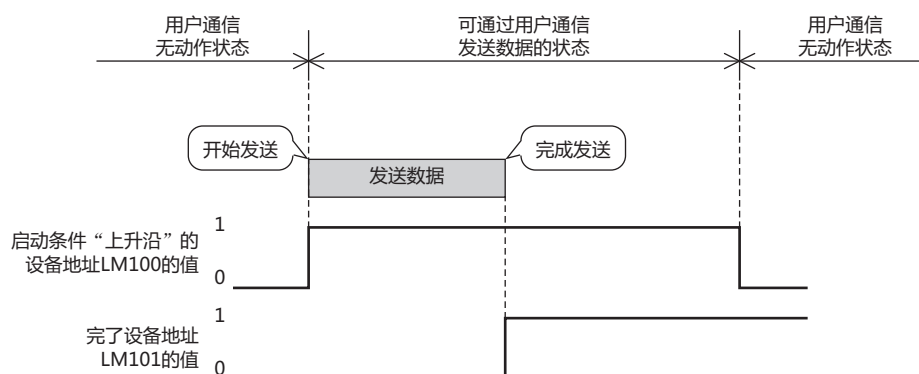 用户通信
无动作状态
可通过用户通信
发送数据的状态
用户通信
无动作状态
开始发送
完成发送
发送数据
启动条件“上升沿”的
设备地址LM100的值
1
0
完了设备地址
LM101的值
1
0